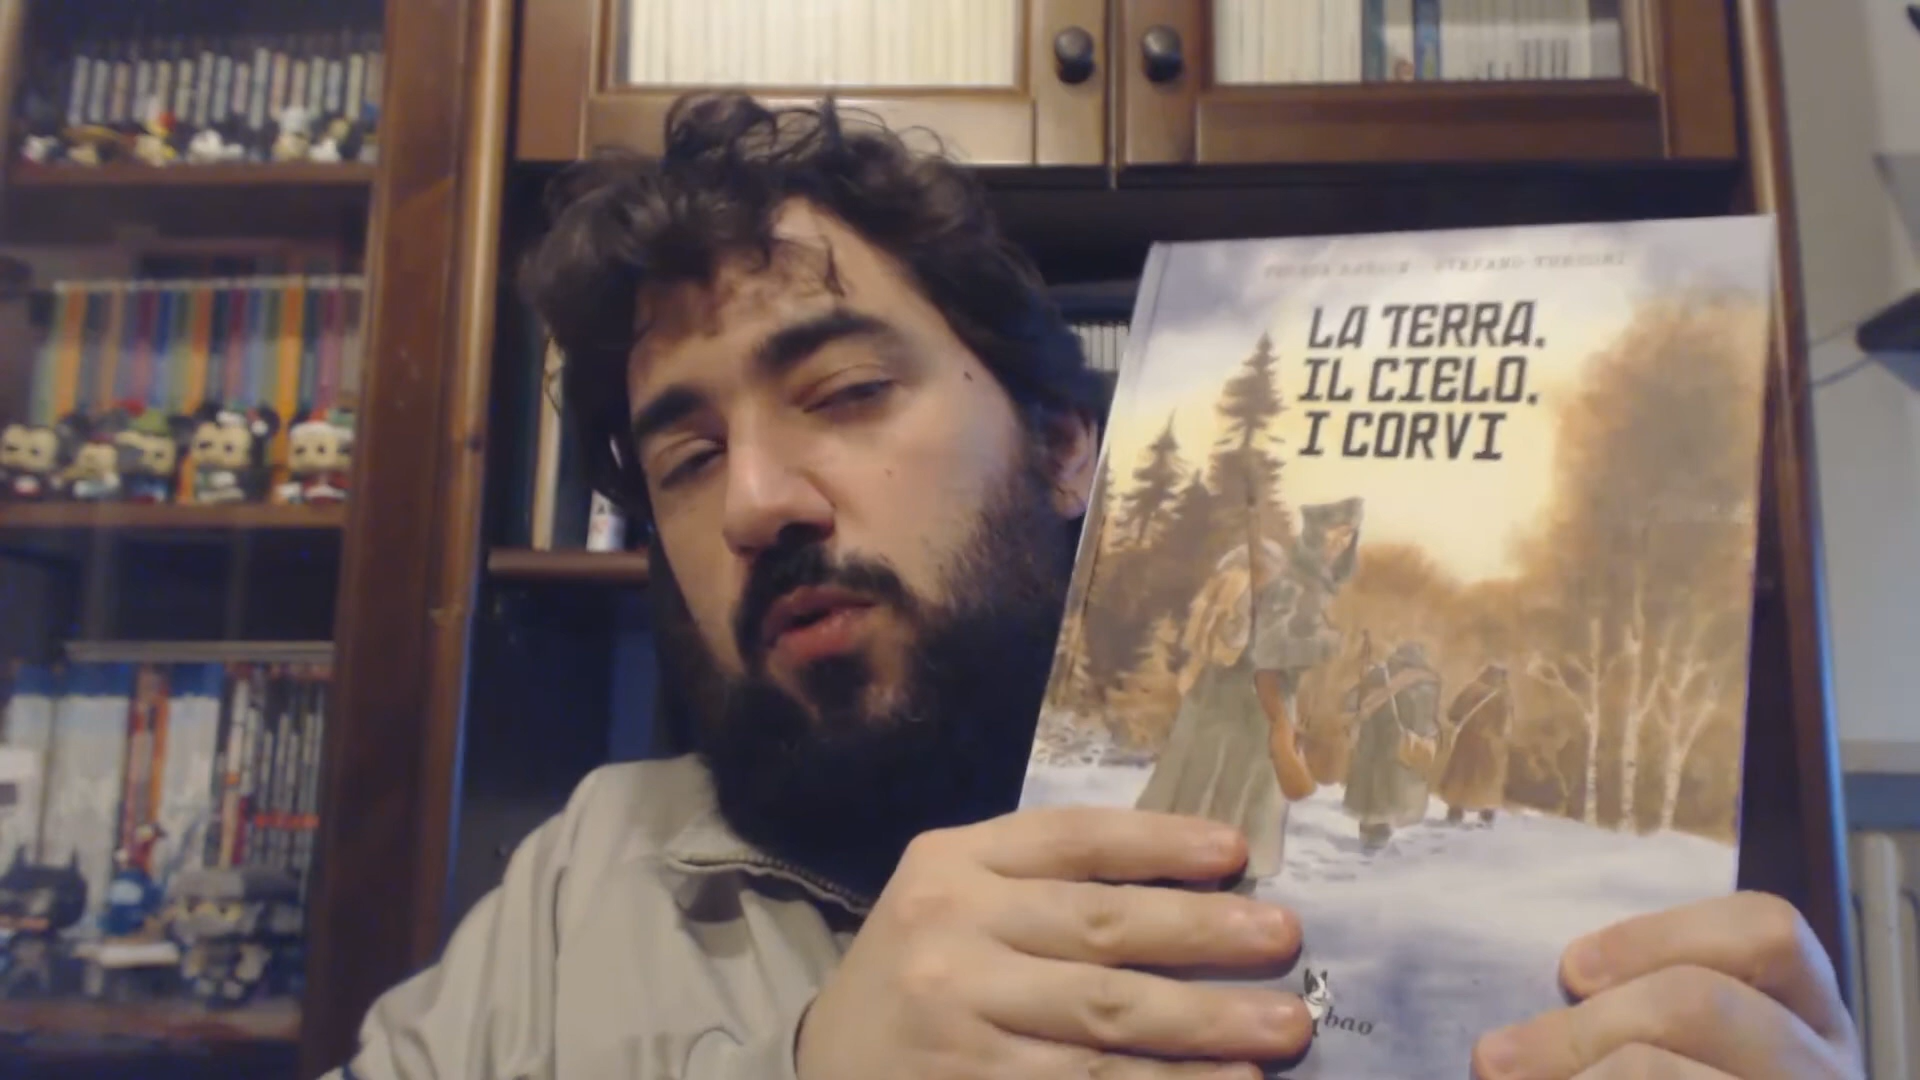 STEFANO TURCONI
LA TERRA,
IL CIELO,
I CORVI
bao